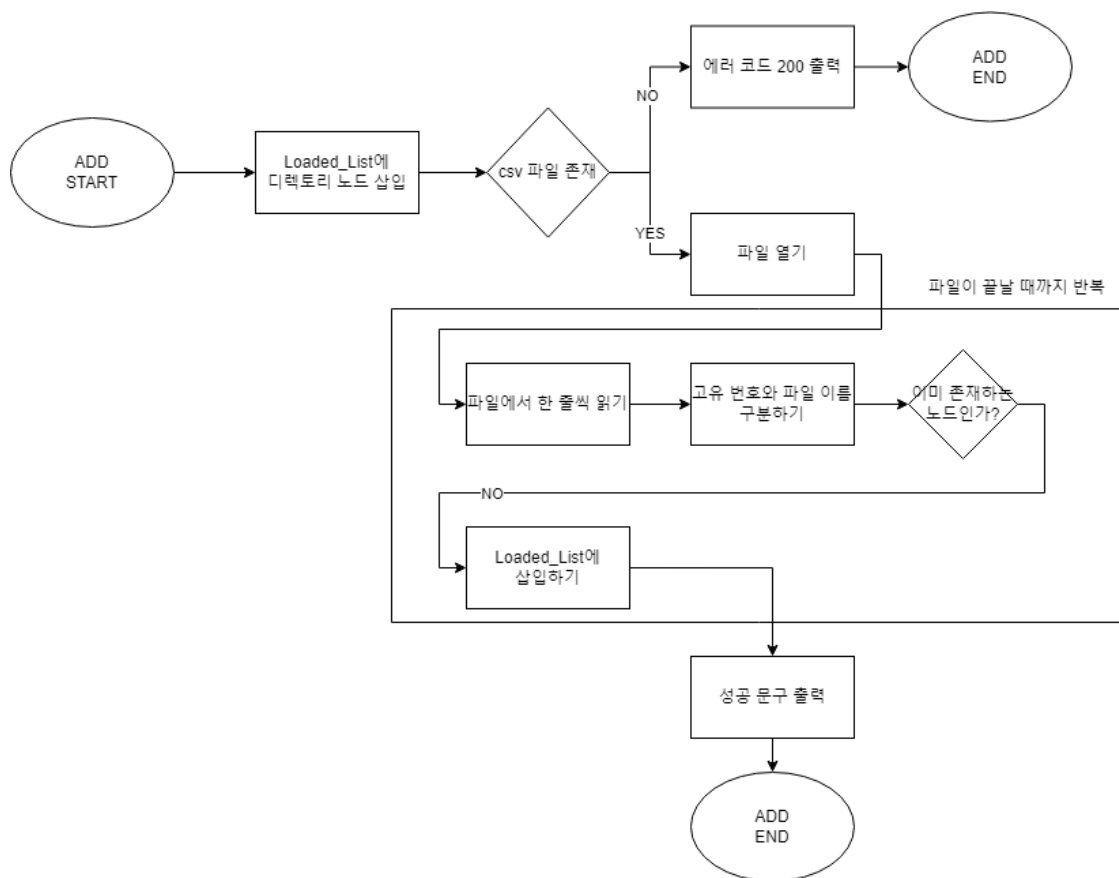 ADD
START
Loaded_List에
디렉토리 노드 삽입
csv 파일 존재
NO
에러 코드 200 출력
ADD
END
YES
파일 열기
파일이 끝날 때까지 반복
파일에서 한 줄씩 읽기
고유 번호와 파일 이름
구분하기
이미 존재하는
노드인가?
NO
Loaded_List에
삽입하기
성공 문구 출력
ADD
END